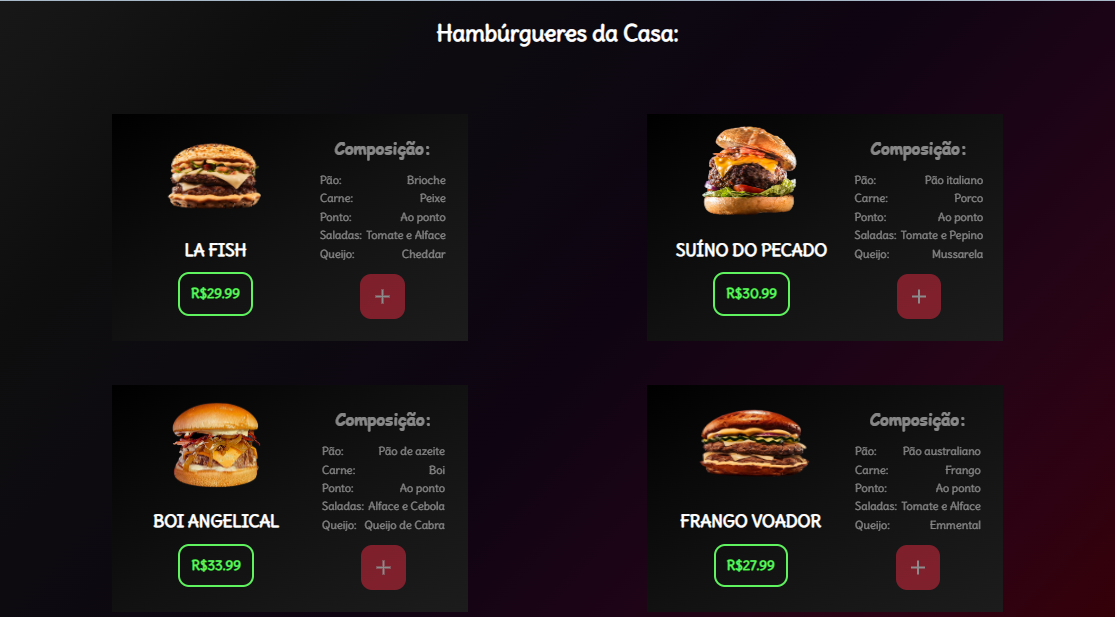 Hambúrgueres da Casa:
LA FISH
R$29.99
Composição:
Pão: Brioche
Carne: Peixe
Ponto: Ao ponto
Saladas: Tomate e Alface
Queijo: Cheddar
+
SUÍNO DO PECADO
R$30.99
Composição:
Pão: Pão italiano
Carne: Porco
Ponto: Ao ponto
Saladas: Tomate e Pepino
Queijo: Mussarela
+
BOI ANGELICAL
R$33.99
Composição:
Pão: Pão de azeite
Carne: Boi
Ponto: Ao ponto
Saladas: Alface e Cebola
Queijo: Queijo de Cabra
+
FRANGO VOADOR
R$27.99
Composição:
Pão: Pão australiano
Carne: Frango
Ponto: Ao ponto
Saladas: Tomate e Alface
Queijo: Emmental
+